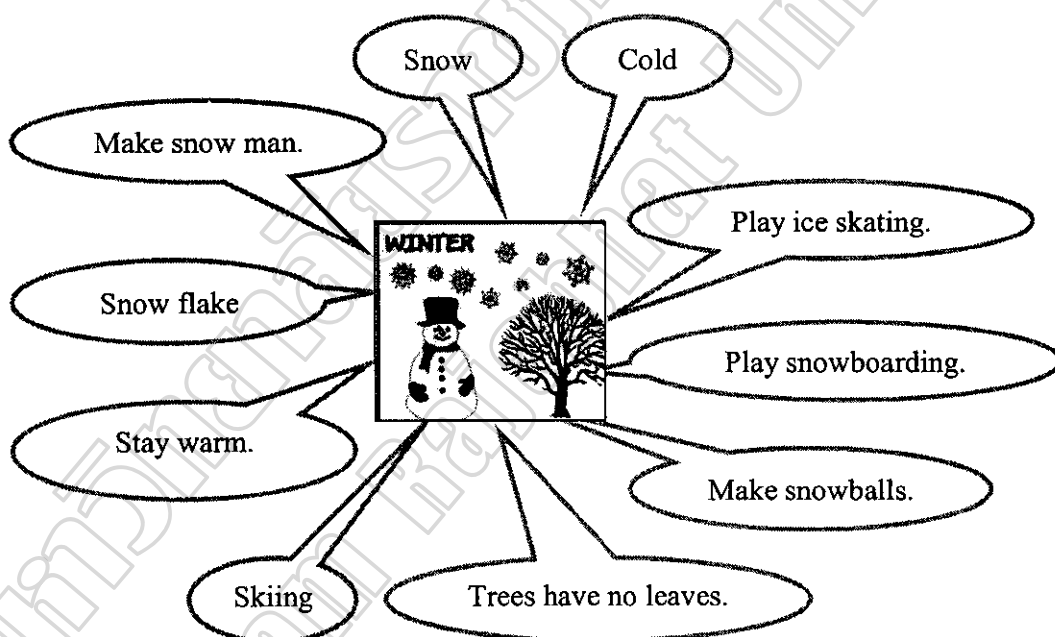 Snow
Cold
Make snow man.
Play ice skating.
WINTER
Snow flake
Play snowboarding.
Stay warm.
Make snowballs.
Skiing
Trees have no leaves.